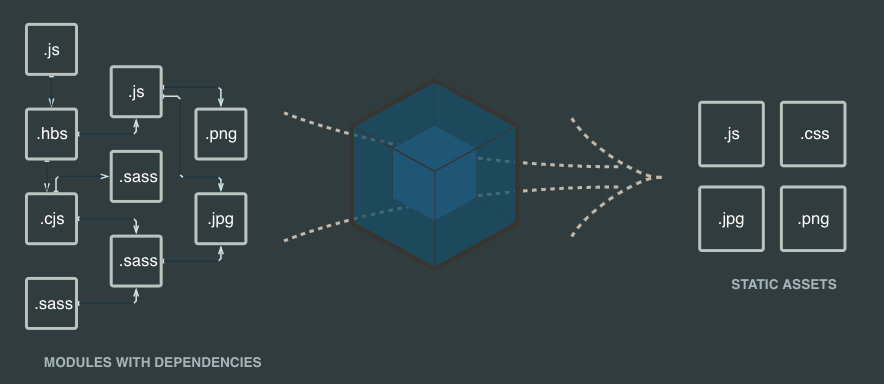 .js
.js
.hbs
.png
.sass
.cjs
.jpg
.sass
.sass
MODULES WITH DEPENDENCIES
.js
.css
.jpg
.png
STATIC ASSETS